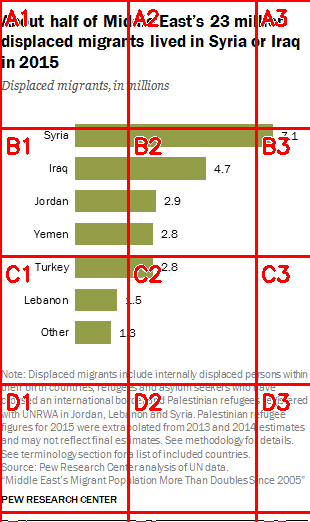 About half of Middle East's 23 million
displaced migrants lived in Syria or Iraq
in 2015
Displaced migrants, in millions
A1
A2
A3
Syria 7.1
B1
B2
B3
Iraq 4.7
Jordan 2.9
Yemen 2.8
Turkey 2.8
C1
C2
C3
Lebanon 1.5
Other 1.3
Note: Displaced migrants include internally displaced persons within
their birth countries, refugees and asylum seekers who have
crossed an international border and Palestinian refugees registered
D1
D2
D3
with UNRWA in Jordan, Lebanon and Syria. Palestinian refugee
figures for 2015 were extrapolated from 2013 and 2014 estimates
and may not reflect final estimates. See methodology for details.
See terminology section for a list of included countries.
Source: Pew Research Center analysis of UN data.
“Middle East's Migrant Population More Than Doubles Since 2005”
PEW RESEARCH CENTER